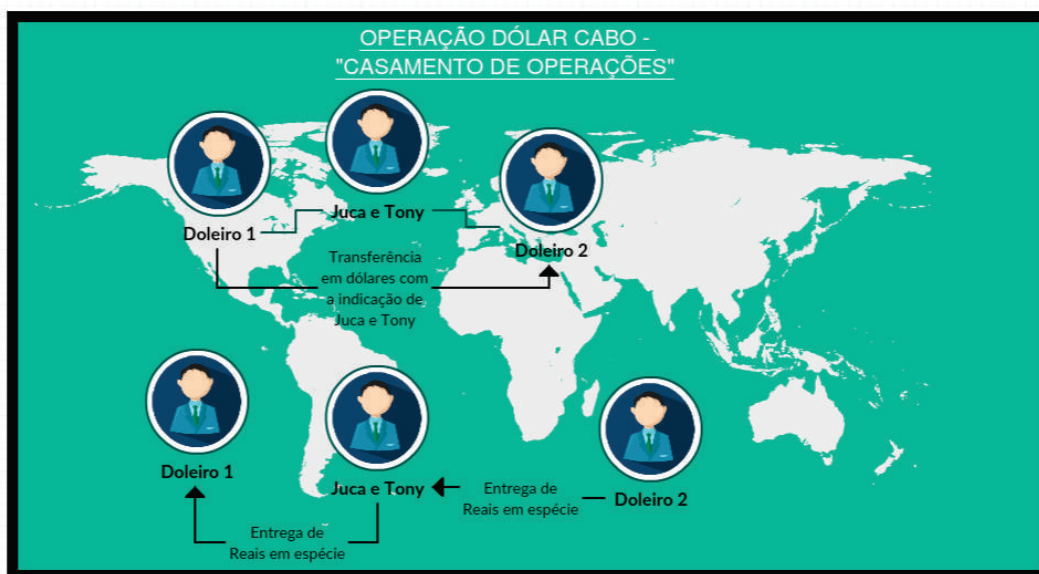 OPERAÇÃO DÓLAR CABO -
"CASAMENTO DE OPERAÇÕES"
Doleiro 1
Juca e Tony
Doleiro 2
Transferência
em dólares com
a indicação de
Juca e Tony
Doleiro 1
Juca e Tony
Entrega de
Reais em espécie
Doleiro 2
Entrega de
Reais em espécie